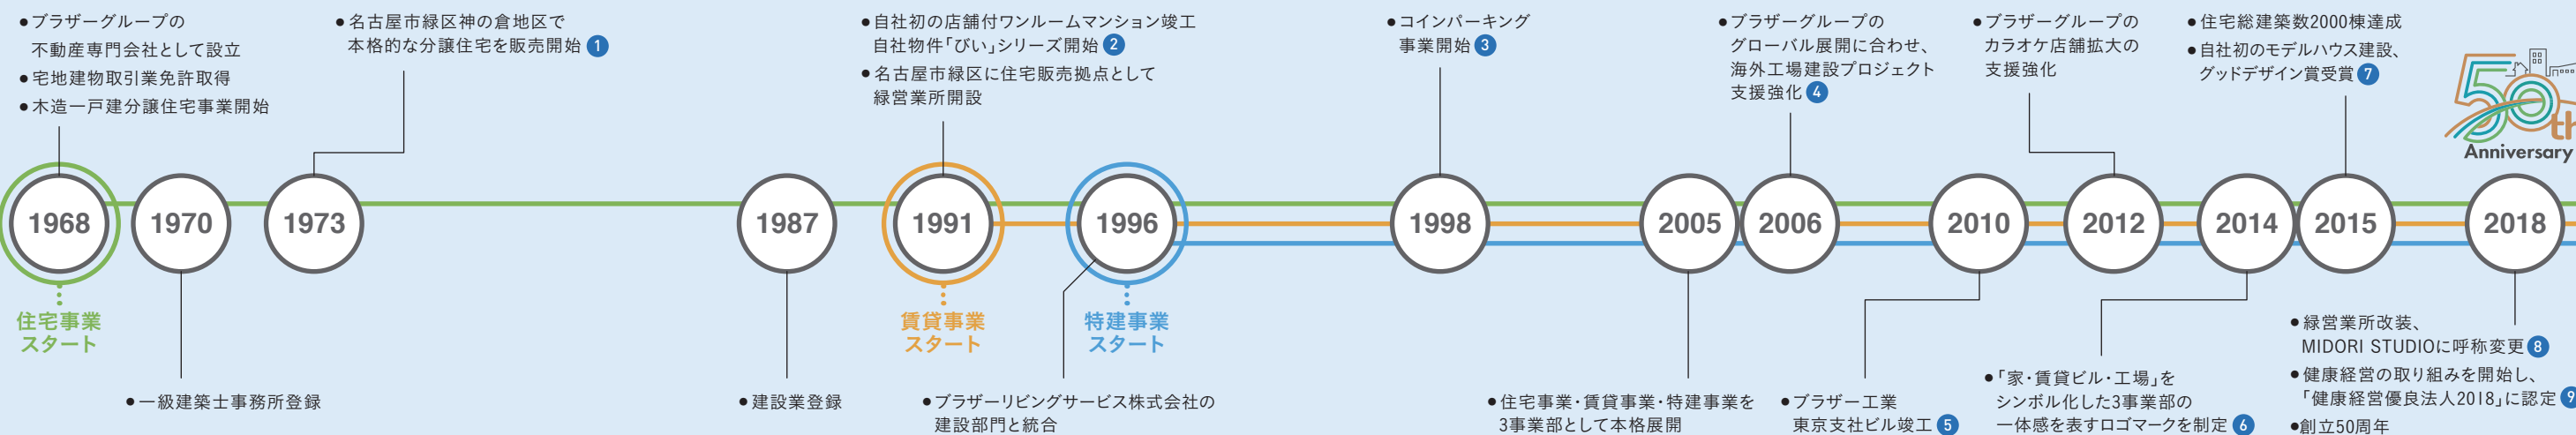 ●ブラザーグループの
不動産専門会社として設立
●宅地建物取引業免許取得
●木造一戸建分譲住宅事業開始
●名古屋市緑区神の倉地区で
本格的な分譲住宅を販売開始 1
●自社初の店舗付ワンルームマンション竣工
自社物件「びい」シリーズ開始 2
●名古屋市緑区に住宅販売拠点として
緑営業所開設
●コインパーキング
事業開始 3
●ブラザーグループの
グローバル展開に合わせ、
海外工場建設プロジェクト
支援強化 4
●ブラザーグループの
カラオケ店舗拡大の
支援強化
●住宅総建築数2000棟達成
●自社初のモデルハウス建設、
グッドデザイン賞受賞 7
50th
Anniversary
1968
1970
1973
1987
1991
1996
1998
2005
2006
2010
2012
2014
2015
2018
住宅事業
スタート
賃貸事業
スタート
特建事業
スタート
●一級建築士事務所登録
●建設業登録
●ブラザーリビングサービス株式会社の
建設部門と統合
●住宅事業・賃貸事業・特建事業を
3事業部として本格展開
●ブラザー工業
東京支社ビル竣工 5
●「家・賃貸ビル・工場」を
シンボル化した3事業部の
一体感を表すロゴマークを制定 6
●緑営業所改装、
MIDORI STUDIOに呼称変更 8
●健康経営の取り組みを開始し、
「健康経営優良法人2018」に認定 9
●創立50周年